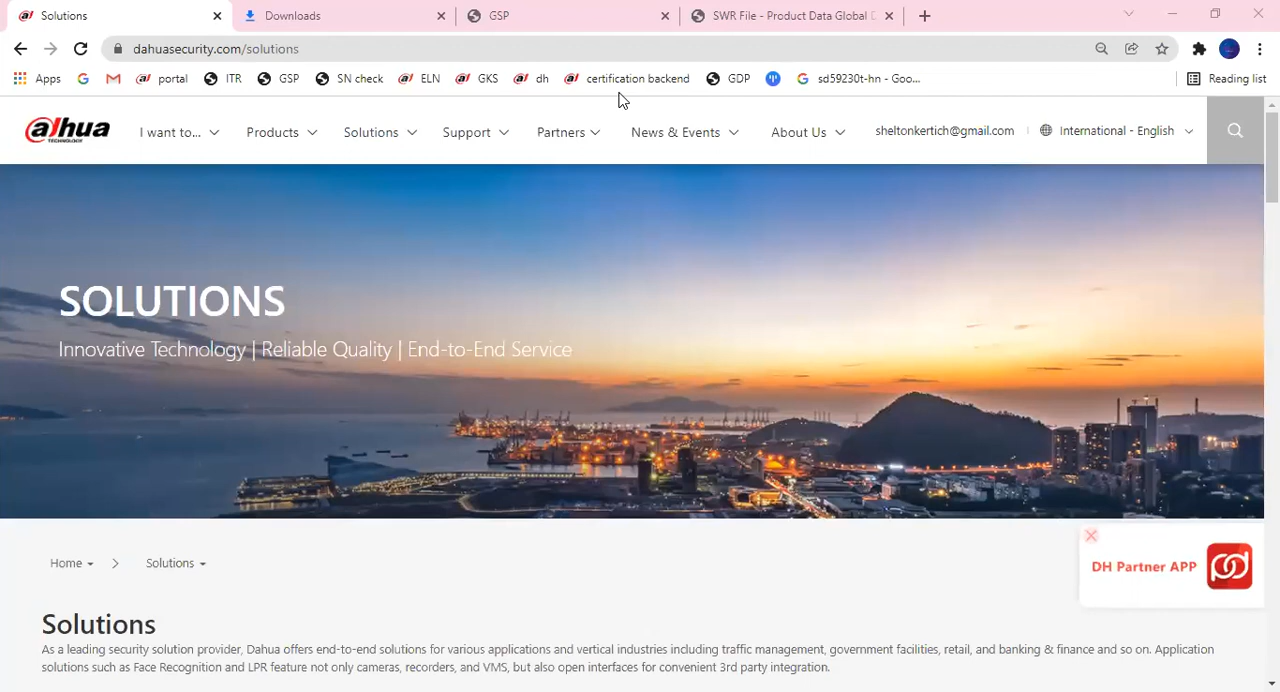 Solutions
Downloads
GSP
SWR File - Product Data Global D
dahuasecurity.com/solutions
Apps
portal
ITR
GSP
SN check
ELN
GKS
dh
certification backend
GDP
sd59230t-hn - Goo...
Reading list
alhua
TECHNOLOGY
I want to...
Products
Solutions
Support
Partners
News & Events
About Us
sheltonkertich@gmail.com
International - English
SOLUTIONS
Innovative Technology | Reliable Quality | End-to-End Service
DH Partner APP
Home
Solutions
Solutions
As a leading security solution provider, Dahua offers end-to-end solutions for various applications and vertical industries including traffic management, government facilities, retail, and banking & finance and so on. Application
solutions such as Face Recognition and LPR feature not only cameras, recorders, and VMS, but also open interfaces for convenient 3rd party integration.